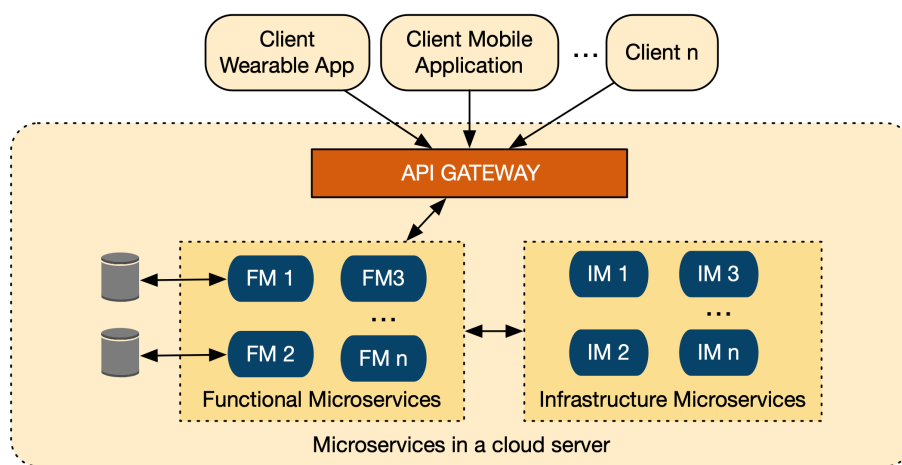 Client
Wearable App
Client Mobile
Application
...
Client n
API GATEWAY
FM 1
FM3
...
FM 2
FM n
Functional Microservices
IM 1
IM 3
...
IM 2
IM n
Infrastructure Microservices
Microservices in a cloud server